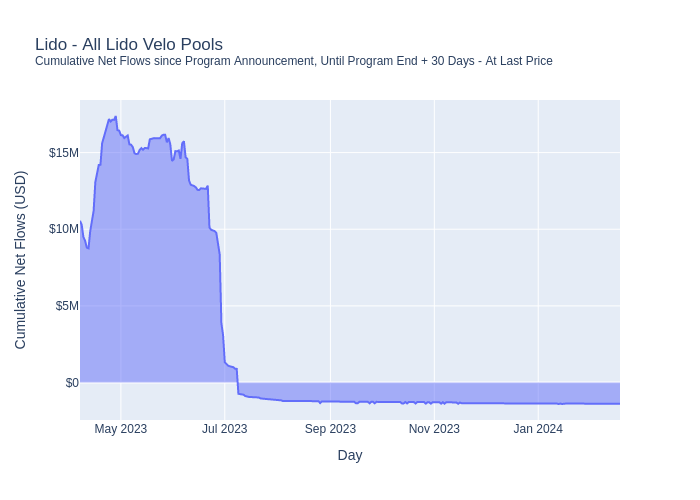 Lido - All Lido Velo Pools
Cumulative Net Flows since Program Announcement, Until Program End + 30 Days - At Last Price
Cumulative Net Flows (USD)
$15M
$10M
$5M
$0
May 2023
Jul 2023
Sep 2023
Nov 2023
Jan 2024
Day